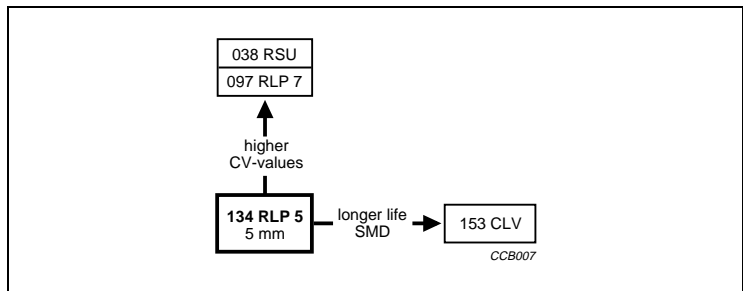 038 RSU
097 RLP 7
higher
CV-values
134 RLP 5
5 mm
longer life
SMD
153 CLV
CCB007